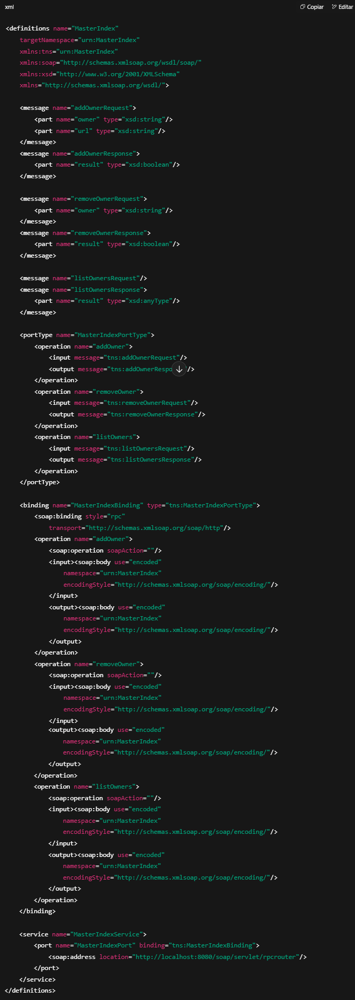 xml
Copiar
Editar
<definitions name="MasterIndex"
    targetNamespace="urn:MasterIndex"
    xmlns:tns="urn:MasterIndex"
    xmlns:soap="http://schemas.xmlsoap.org/wsdl/soap/"
    xmlns:xsd="http://www.w3.org/2001/XMLSchema"
    xmlns="http://schemas.xmlsoap.org/wsdl/">
    <message name="addOwnerRequest">
        <part name="owner" type="xsd:string"/>
        <part name="url" type="xsd:string"/>
    </message>
    <message name="addOwnerResponse">
        <part name="result" type="xsd:boolean"/>
    </message>
    <message name="removeOwnerRequest">
        <part name="owner" type="xsd:string"/>
    </message>
    <message name="removeOwnerResponse">
        <part name="result" type="xsd:boolean"/>
    </message>
    <message name="listOwnersRequest"/>
    <message name="listOwnersResponse">
        <part name="result" type="xsd:anyType"/>
    </message>
    <portType name="MasterIndexPortType">
        <operation name="addOwner">
            <input message="tns:addOwnerRequest"/>
            <output message="tns:addOwnerRespo /> 
        </operation>
        <operation name="removeOwner">
            <input message="tns:removeOwnerRequest"/>
            <output message="tns:removeOwnerResponse"/>
        </operation>
        <operation name="listOwners">
            <input message="tns:listOwnersRequest"/>
            <output message="tns:listOwnersResponse"/>
        </operation>
    </portType>
    <binding name="MasterIndexBinding" type="tns:MasterIndexPortType">
        <soap:binding style="rpc"
            transport="http://schemas.xmlsoap.org/soap/http"/>
        <operation name="addOwner">
            <soap:operation soapAction=""/>
            <input><soap:body use="encoded"
                namespace="urn:MasterIndex"
                encodingStyle="http://schemas.xmlsoap.org/soap/encoding/"/>
            </input>
            <output><soap:body use="encoded"
                namespace="urn:MasterIndex"
                encodingStyle="http://schemas.xmlsoap.org/soap/encoding/"/>
            </output>
        </operation>
        <operation name="removeOwner">
            <soap:operation soapAction=""/>
            <input><soap:body use="encoded"
                namespace="urn:MasterIndex"
                encodingStyle="http://schemas.xmlsoap.org/soap/encoding/"/>
            </input>
            <output><soap:body use="encoded"
                namespace="urn:MasterIndex"
                encodingStyle="http://schemas.xmlsoap.org/soap/encoding/"/>
            </output>
        </operation>
        <operation name="listOwners">
            <soap:operation soapAction=""/>
            <input><soap:body use="encoded"
                namespace="urn:MasterIndex"
                encodingStyle="http://schemas.xmlsoap.org/soap/encoding/"/>
            </input>
            <output><soap:body use="encoded"
                namespace="urn:MasterIndex"
                encodingStyle="http://schemas.xmlsoap.org/soap/encoding/"/>
            </output>
        </operation>
    </binding>
    <service name="MasterIndexService">
        <port name="MasterIndexPort" binding="tns:MasterIndexBinding">
            <soap:address location="http://localhost:8080/soap/servlet/rpcrouter"/>
        </port>
    </service>
</definitions>